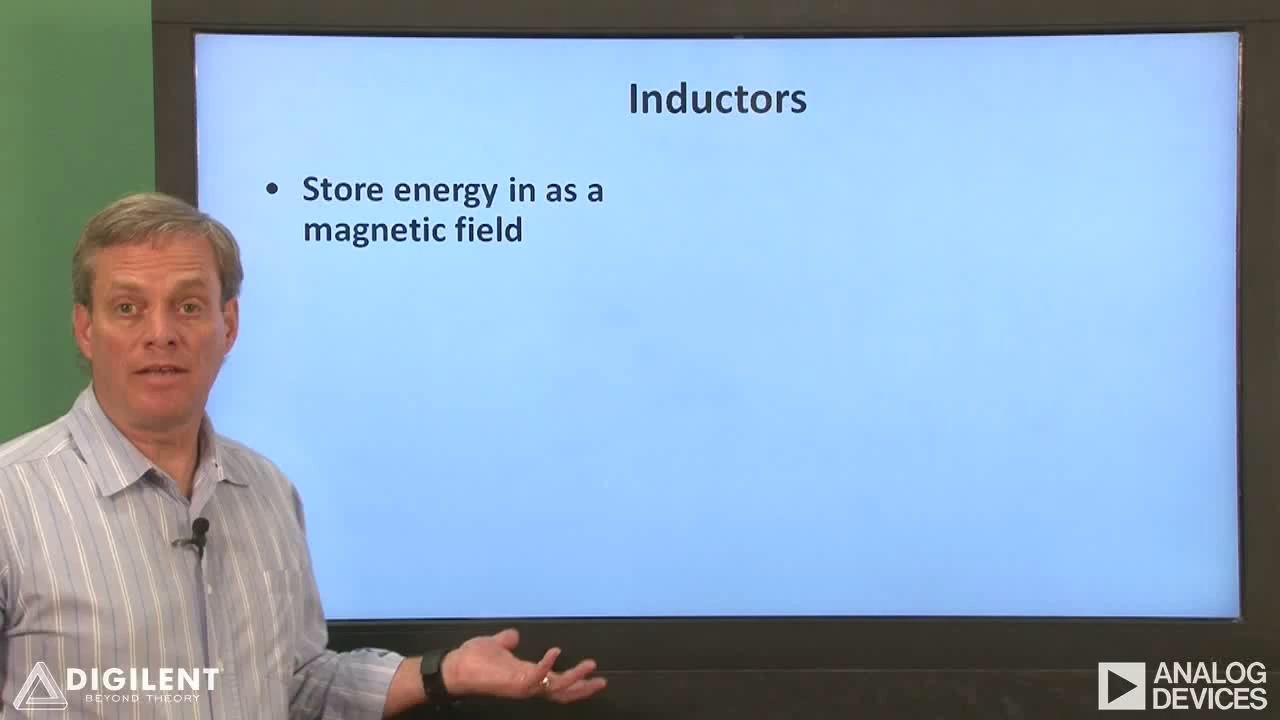 Inductors
• Store energy in as a
magnetic field
DIGILENT
BEYOND THEORY
ANALOG
DEVICES